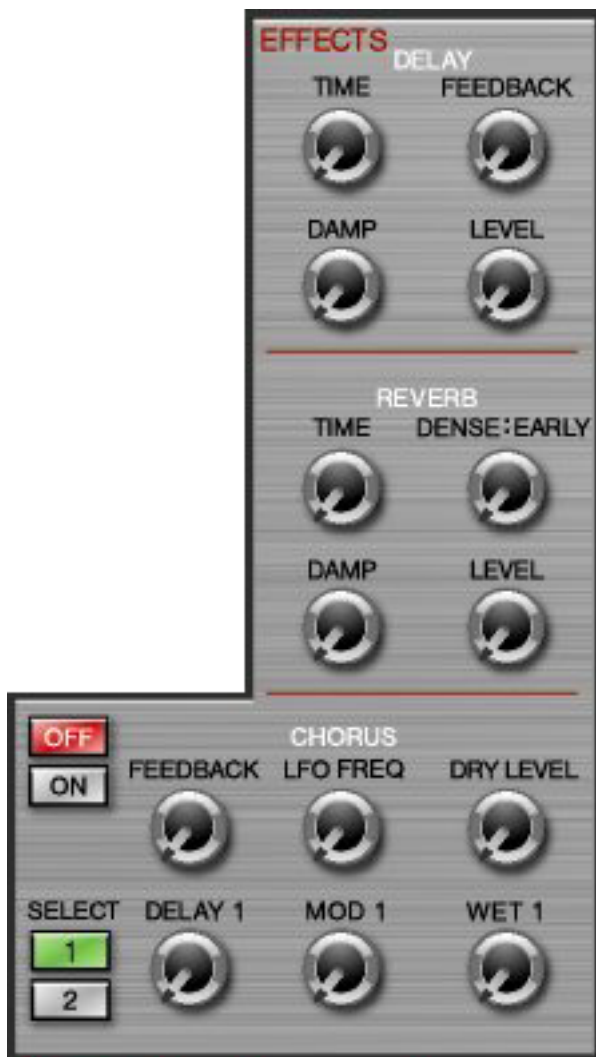 EFFECTS
DELAY
TIME FEEDBACK
DAMP LEVEL
REVERB
TIME DENSE:EARLY
DAMP LEVEL
OFF CHORUS
ON FEEDBACK LFO FREQ DRY LEVEL
SELECT DELAY 1 MOD 1 WET 1
1
2